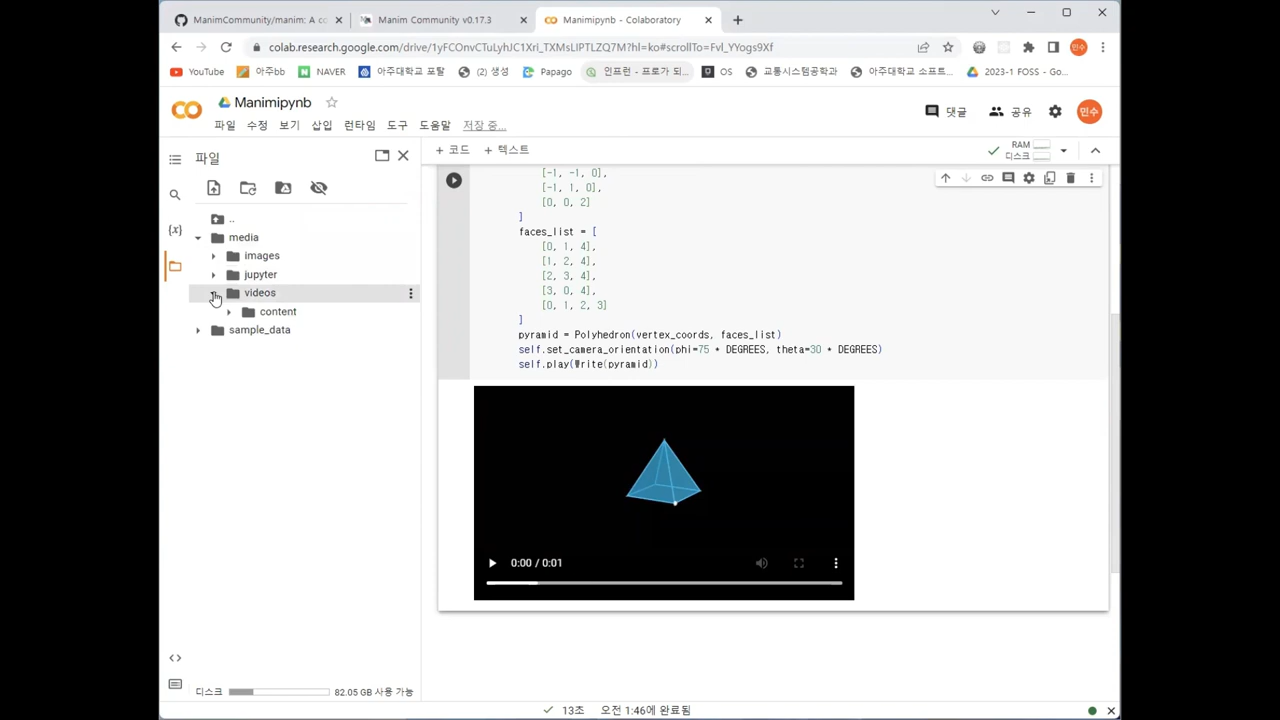 ManimCommunity/manim: A co
Manim Community v0.17.3
Manimipynb - Colaboratory
colab.research.google.com/drive/1yFCOnvCTuLyhJC1Xri_TXMsLIPTLZQ7M?hl=ko#scrollTo=Fvl_YYogs9Xf
민수
YouTube
아주bb
NAVER
아주대학교 포탈
(2) 생성
Papago
인프런 - 프로가 되...
OS
교통시스템공학과
아주대학교 소프트...
2023-1 FOSS - Go...
Manimipynb
파일 수정 보기 삽입 런타임 도구 도움말 저장 중...
댓글
공유
민수
파일
+ 코드 + 텍스트
RAM
디스크
..
media
images
jupyter
videos
content
sample_data
[-1, -1, 0],
[-1, 1, 0],
[0, 0, 2]
]
faces_list = [
[0, 1, 4],
[1, 2, 4],
[2, 3, 4],
[3, 0, 4],
[0, 1, 2, 3]
]
pyramid = Polyhedron(vertex_coords, faces_list)
self.set_camera_orientation(phi=75 * DEGREES, theta=30 * DEGREES)
self.play(Write(pyramid))
0:00 / 0:01
디스크 82.05 GB 사용 가능
13초 오전 1:46에 완료됨